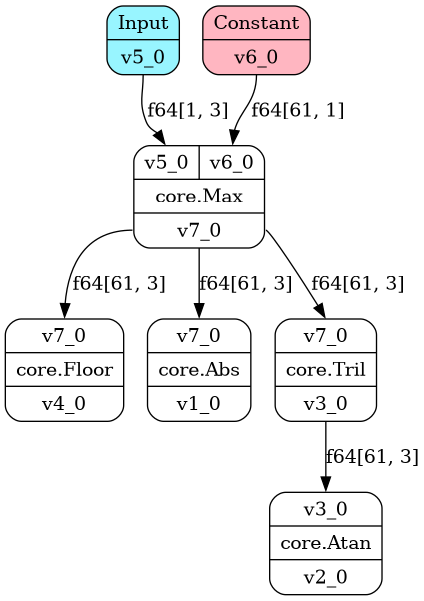 Input
v5_0
Constant
v6_0
f64[1, 3]
f64[61, 1]
v5_0 v6_0
core.Max
v7_0
f64[61, 3]
f64[61, 3]
f64[61, 3]
v7_0
core.Floor
v4_0
v7_0
core.Abs
v1_0
v7_0
core.Tril
v3_0
f64[61, 3]
v3_0
core.Atan
v2_0